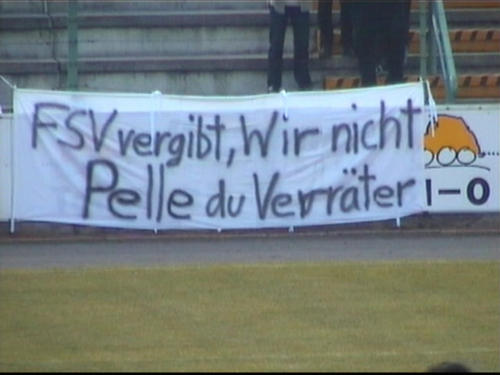 FSV vergibt, Wir nicht
Pelle du Verräter
1-0